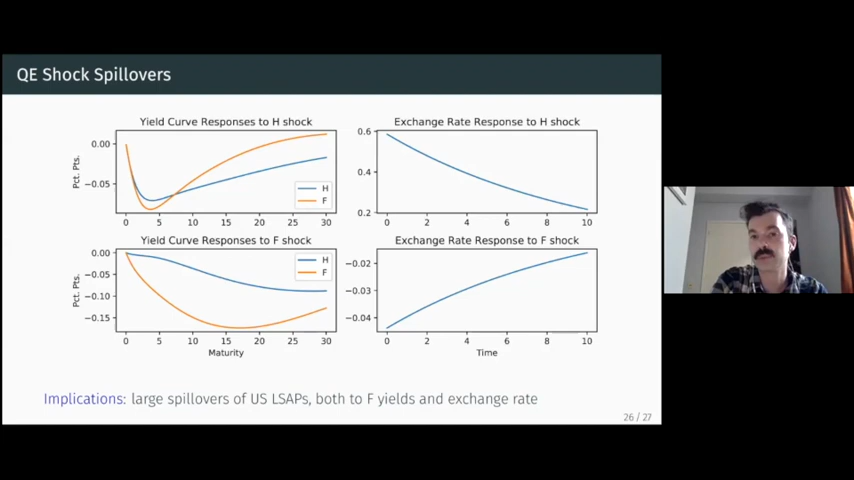 QE Shock Spillovers
Yield Curve Responses to H shock
Pct. Pts.
0.00
−0.05
0 5 10 15 20 25 30
H
F
Exchange Rate Response to H shock
0.6
0.4
0.2
0 2 4 6 8 10
Yield Curve Responses to F shock
Pct. Pts.
0.00
−0.05
−0.10
−0.15
0 5 10 15 20 25 30
Maturity
H
F
Exchange Rate Response to F shock
−0.02
−0.03
−0.04
0 2 4 6 8 10
Time
Implications: large spillovers of US LSAPs, both to F yields and exchange rate
26 / 27